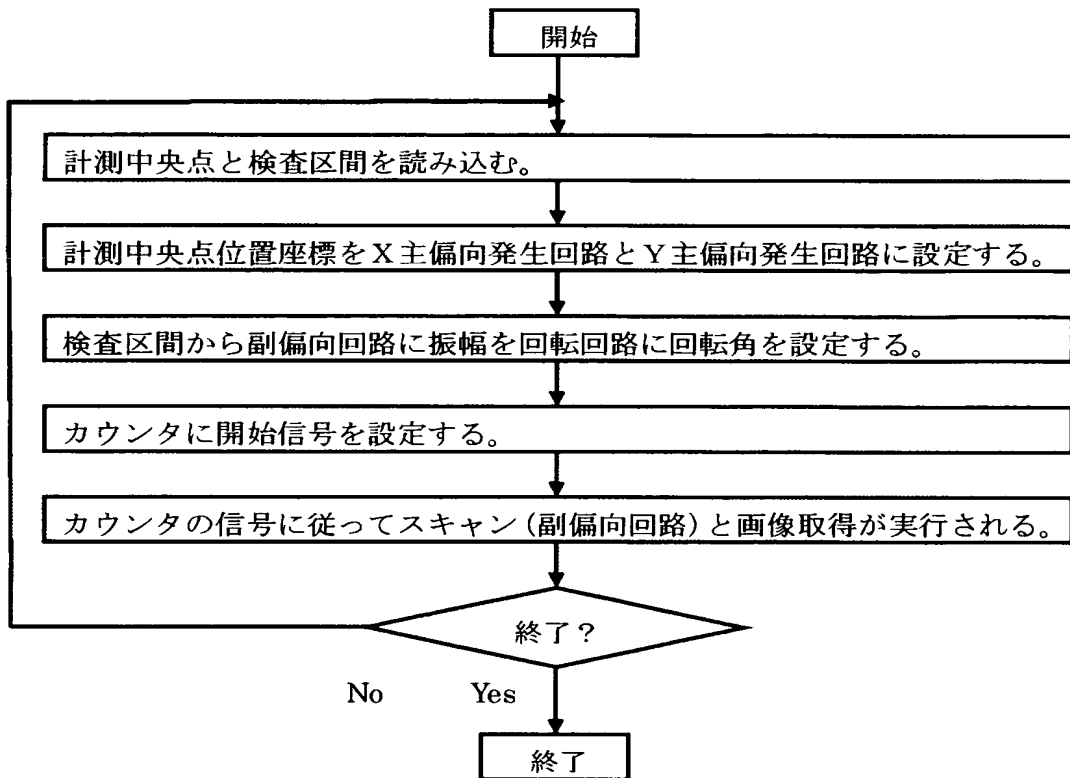 開始
計測中央点と検査区間を読み込む。
計測中央点位置座標をX主偏向発生回路とY主偏向発生回路に設定する。
検査区間から副偏向回路に振幅を回転回路に回転角を設定する。
カウンタに開始信号を設定する。
カウンタの信号に従ってスキャン(副偏向回路)と画像取得が実行される。
終了?
No Yes
終了